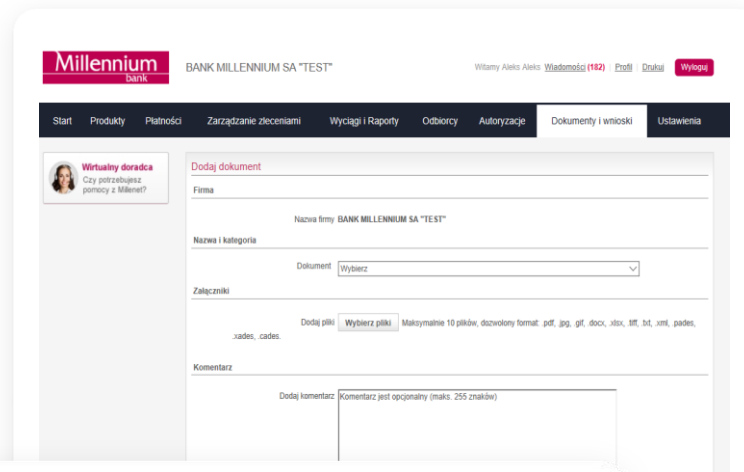 Millennium
bank
BANK MILLENNIUM SA "TEST"
Witamy Aleks Aleks Wiadomości (182) | Profil | Drukuj Wyloguj
Start Produkty Płatności Zarządzanie zleceniami Wyciągi i Raporty Odbiorcy Autoryzacje Dokumenty i wnioski Ustawienia
Wirtualny doradca
Czy potrzebujesz
pomocy z Millenet?
Dodaj dokument
Firma
Nazwa firmy BANK MILLENNIUM SA "TEST"
Nazwa i kategoria
Dokument Wybierz
Załączniki
Dodaj pliki Wybierz pliki Maksymalnie 10 plików, dozwolony format: .pdf, .jpg, .gif, .docx, .xlsx, .tiff, .txt, .xml, .pades,
.xades, .cades.
Komentarz
Dodaj komentarz Komentarz jest opcjonalny (maks. 255 znaków)